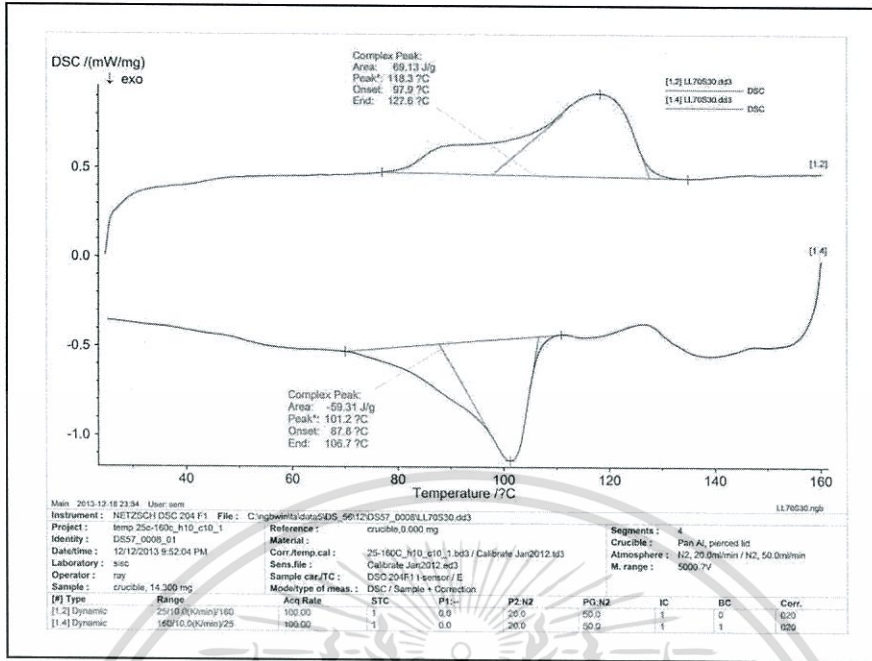 DSC /(mW/mg)
↓ exo
Complex Peak:
Area: 69.13 J/g
Peak*: 118.3 ?C
Onset: 97.9 ?C
End: 127.6 ?C
[1.2] LL70S30.dd3
DSC
[1.4] LL70S30.dd3
DSC
[1.2]
[1.4]
0.5
0.0
-0.5
-1.0
Complex Peak:
Area: -59.31 J/g
Peak*: 101.2 ?C
Onset: 87.8 ?C
End: 106.7 ?C
40 60 80 100 120 140 160
Temperature /?C
Main 2013-12-18 23:34 User: sem
LL70S30.ngb
Instrument : NETZSCH DSC 204 F1 File :
Project : temp 25c-160c_h10_c10_1 Reference : crucible,0.000 mg Segments : 4
Identity : DS57_0008_01 Material : Crucible : Pan Al, pierced lid
Date/time : 12/12/2013 9:52:04 PM Corr./temp.cal : 25-160C_h10_c10_1.bd3 / Calibrate Jan2012.td3 Atmosphere : N2, 20.0ml/min / N2, 50.0ml/min
Laboratory : sisc Sens.file : Calibrate Jan2012.ed3 M. range : 5000 ?V
Operator : ray Sample car./TC : DSC 204F1 t-sensor / E
Sample : crucible, 14.300 mg Mode/type of meas. : DSC / Sample + Correction
[#] Type Range Acq.Rate STC P1:-- P2:N2 PG:N2 IC BC Corr.
[1.2] Dynamic 25/10.0(K/min)/160 100.00 1 0.0 20.0 50.0 1 0 020
[1.4] Dynamic 160/10.0(K/min)/25 100.00 1 0.0 20.0 50.0 1 1 020